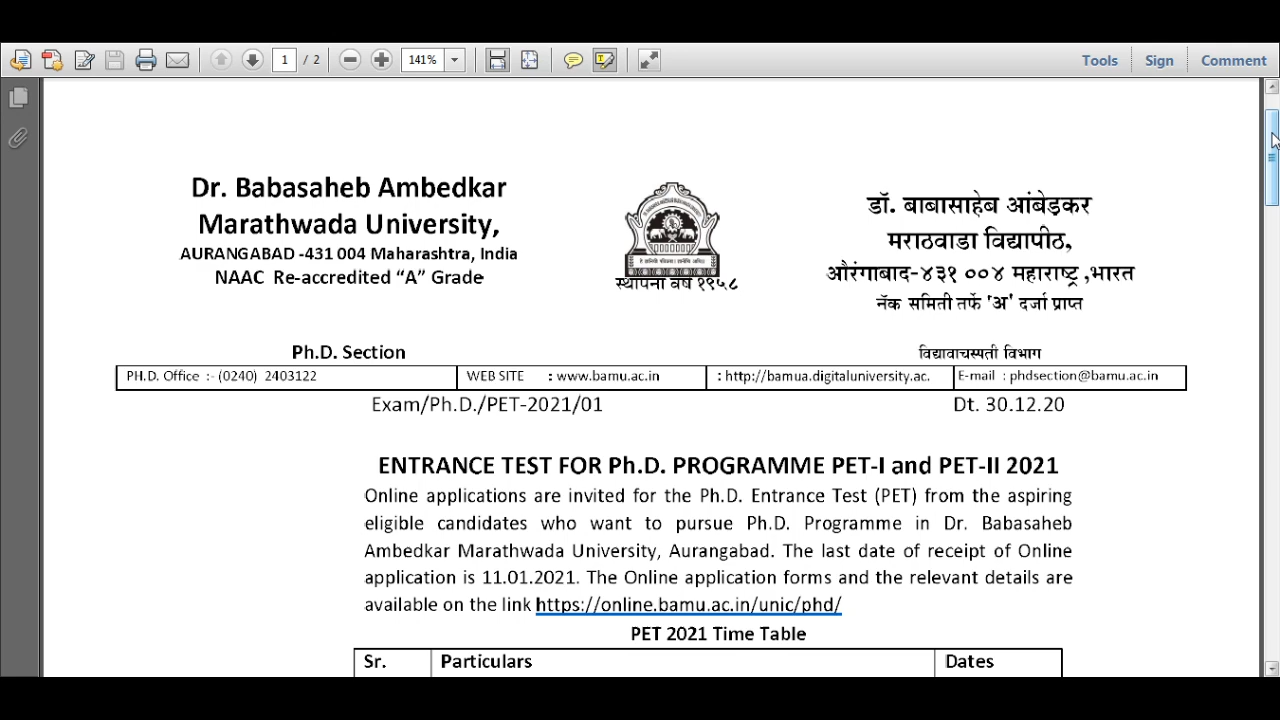 1 / 2
141%
Tools
Sign
Comment
Dr. Babasaheb Ambedkar
Marathwada University,
AURANGABAD -431 004 Maharashtra, India
NAAC Re-accredited “A” Grade
स्थापना वर्ष १९५८
डॉ. बाबासाहेब आंबेडकर
मराठवाडा विद्यापीठ,
औरंगाबाद-४३१ ००४ महाराष्ट्र ,भारत
नॅक समिती तर्फे 'अ' दर्जा प्राप्त
Ph.D. Section
विद्यावाचस्पती विभाग
PH.D. Office :- (0240) 2403122
WEB SITE : www.bamu.ac.in
: http://bamua.digitaluniversity.ac.
E-mail : phdsection@bamu.ac.in
Exam/Ph.D./PET-2021/01
Dt. 30.12.20
ENTRANCE TEST FOR Ph.D. PROGRAMME PET-I and PET-II 2021
Online applications are invited for the Ph.D. Entrance Test (PET) from the aspiring
eligible candidates who want to pursue Ph.D. Programme in Dr. Babasaheb
Ambedkar Marathwada University, Aurangabad. The last date of receipt of Online
application is 11.01.2021. The Online application forms and the relevant details are
available on the link https://online.bamu.ac.in/unic/phd/
PET 2021 Time Table
Sr.
Particulars
Dates